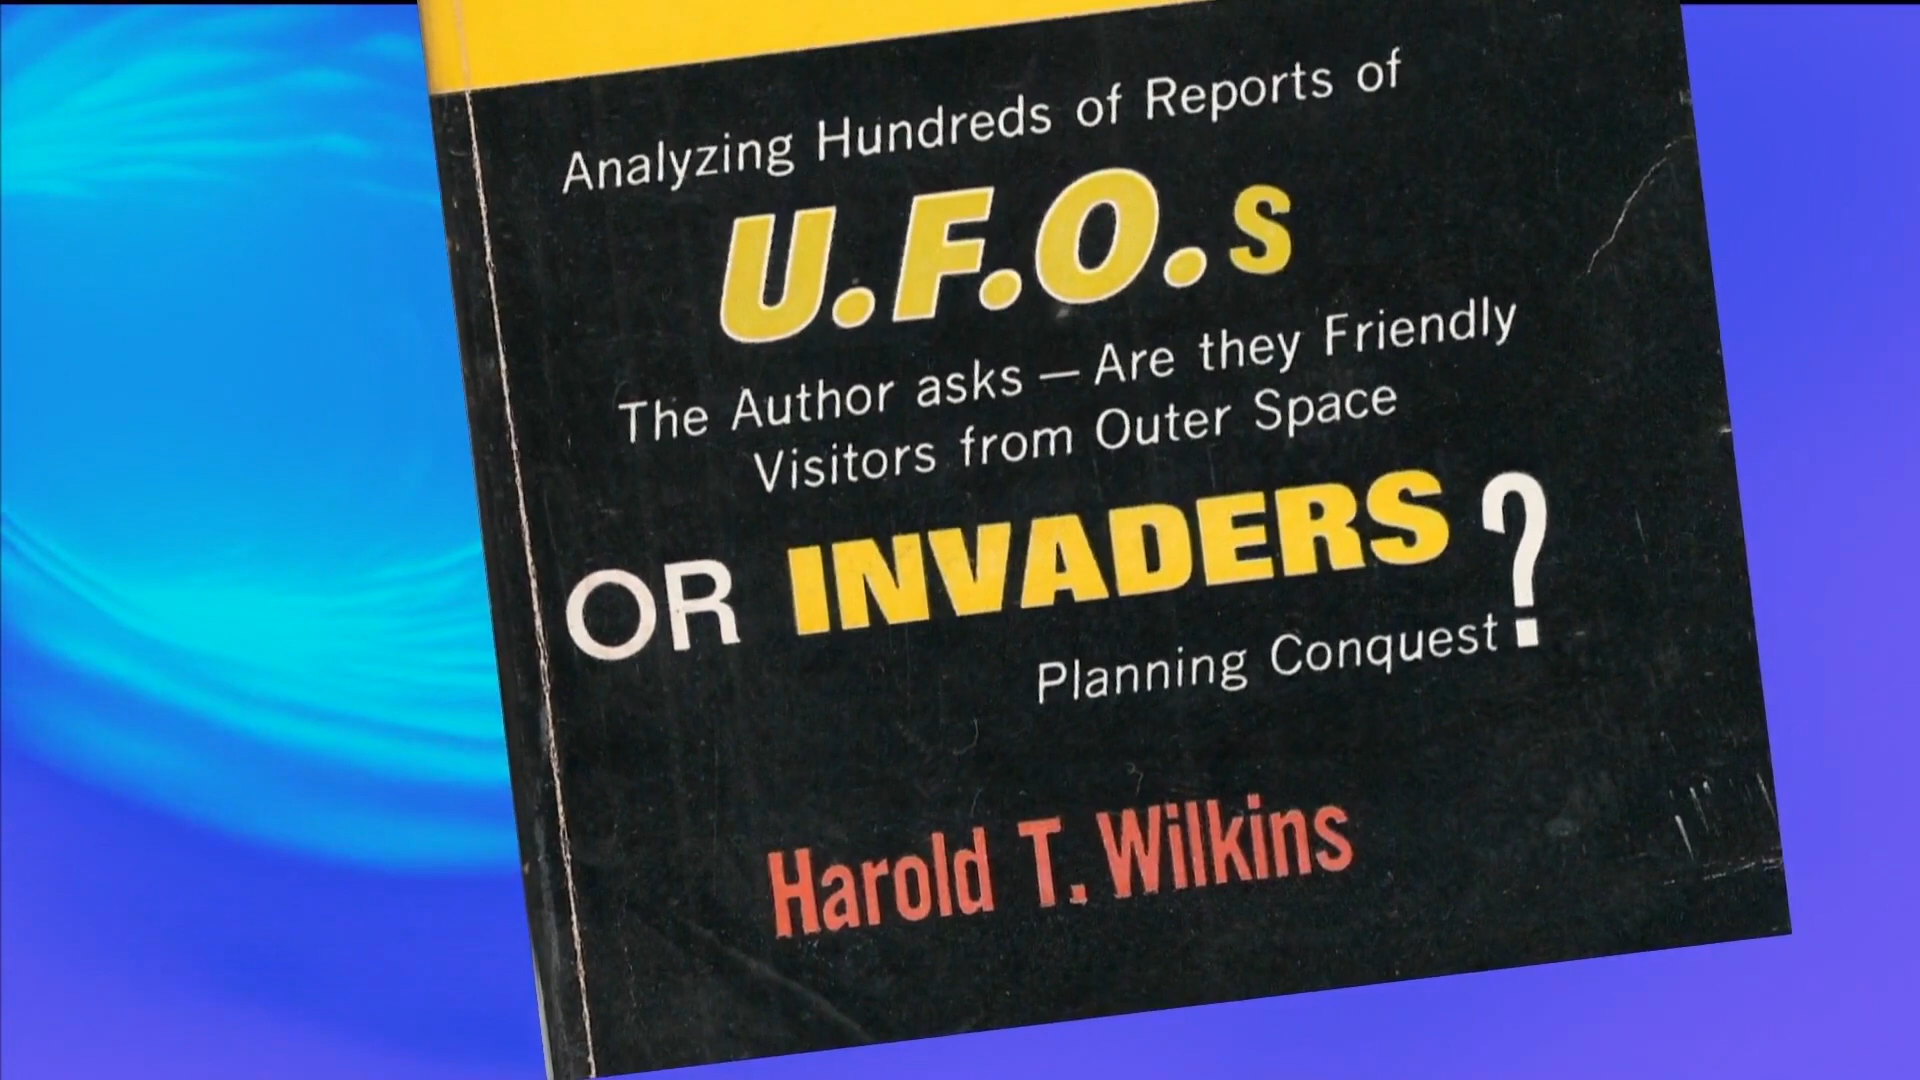 Analyzing Hundreds of Reports of
U.F.O.s
The Author asks — Are they Friendly
Visitors from Outer Space
OR INVADERS ?
Planning Conquest
Harold T. Wilkins